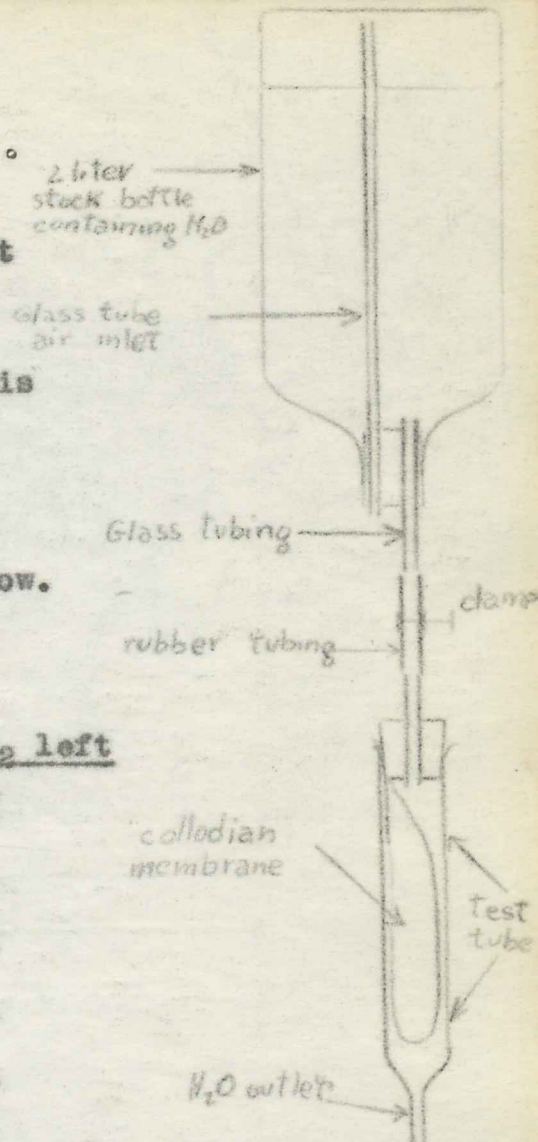 2 liter
stock bottle
containing H₂O
t
Glass tube
air inlet
is
Glass tubing
ow.
clamp
rubber tubing
2 left
collodian
membrane
test
tube
H₂O outlet